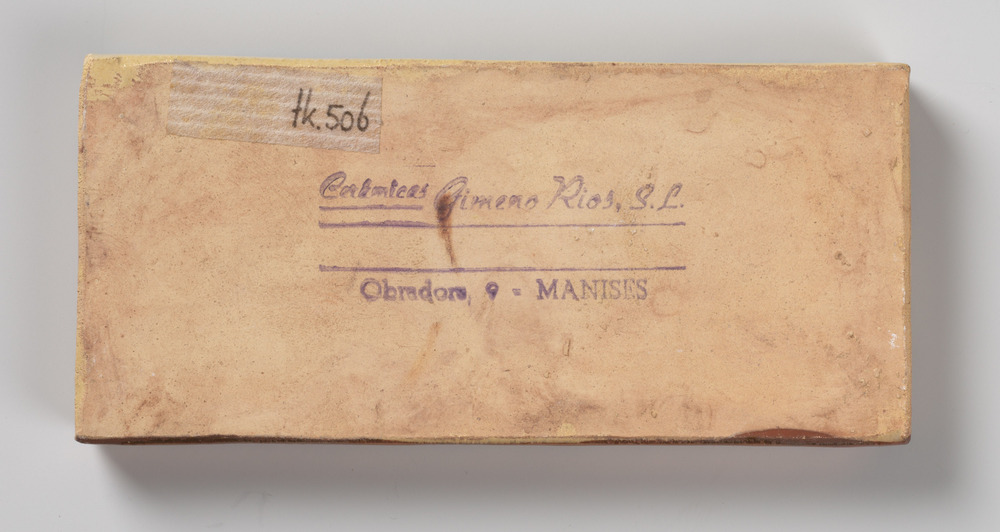 tk.506
Cerámicas Gimeno Rios, S.L.
Obradors, 9 - MANISES